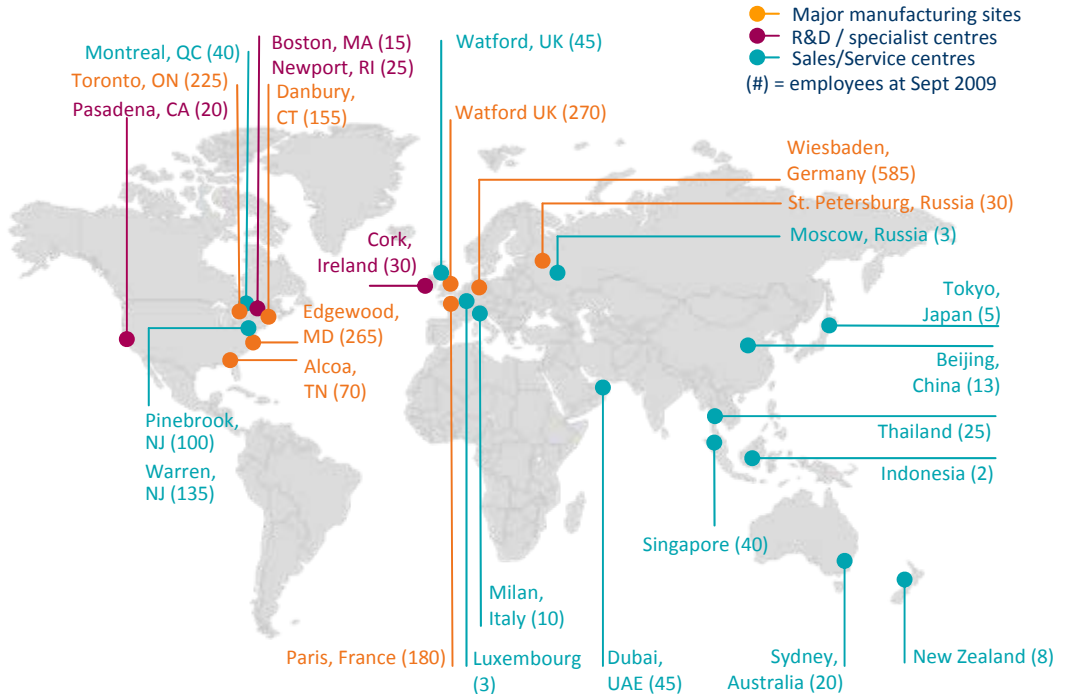 Major manufacturing sites
R&D / specialist centres
Sales/Service centres
(#) = employees at Sept 2009
Montreal, QC (40)
Toronto, ON (225)
Pasadena, CA (20)
Boston, MA (15)
Newport, RI (25)
Danbury,
CT (155)
Watford, UK (45)
Watford UK (270)
Wiesbaden,
Germany (585)
St. Petersburg, Russia (30)
Moscow, Russia (3)
Cork,
Ireland (30)
Edgewood,
MD (265)
Alcoa,
TN (70)
Tokyo,
Japan (5)
Beijing,
China (13)
Thailand (25)
Indonesia (2)
Pinebrook,
NJ (100)
Warren,
NJ (135)
Singapore (40)
Milan,
Italy (10)
Paris, France (180)
Luxembourg
(3)
Dubai,
UAE (45)
Sydney,
Australia (20)
New Zealand (8)